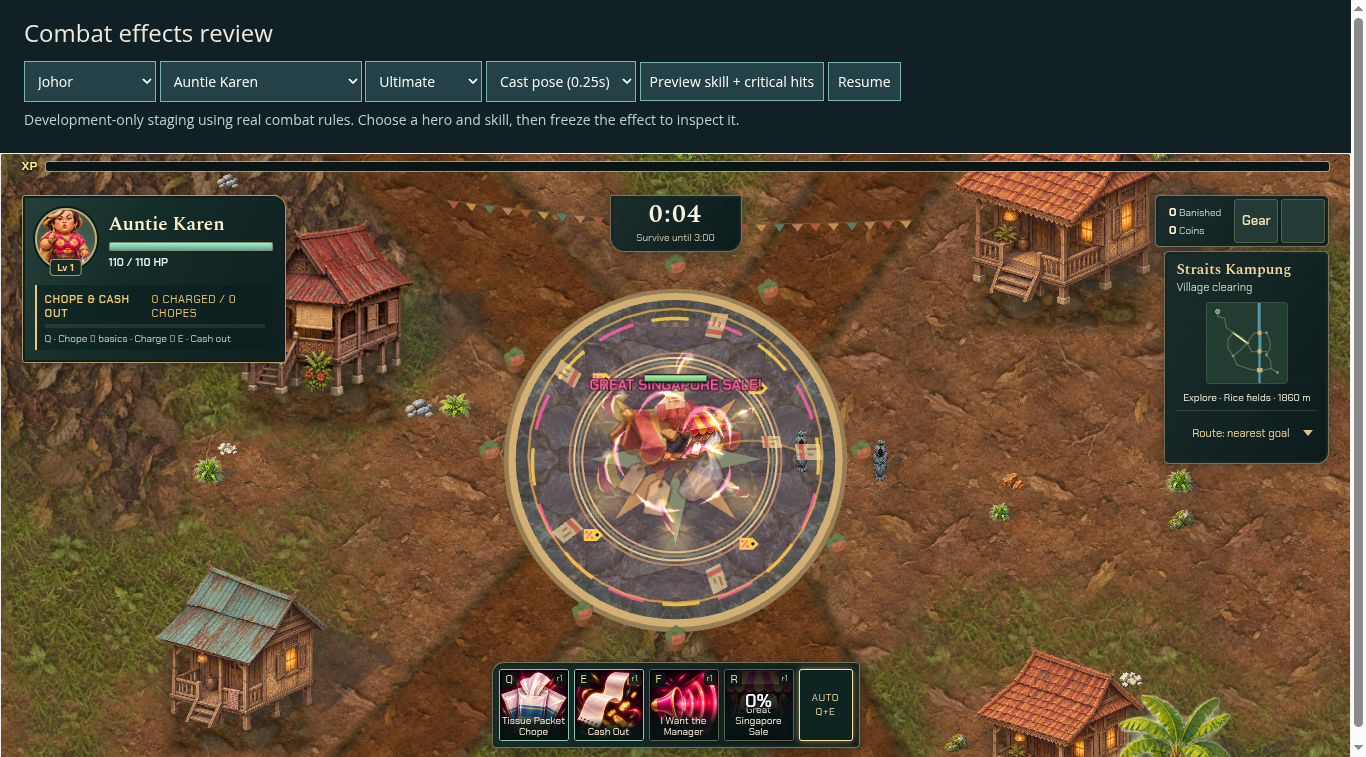 Combat effects review
Johor
Auntie Karen
Ultimate
Cast pose (0.25s)
Preview skill + critical hits
Resume
Development-only staging using real combat rules. Choose a hero and skill, then freeze the effect to inspect it.
XP
Auntie Karen
110 / 110 HP
Lv 1
CHOPE & CASH OUT
0 CHARGED / 0 CHOPES
Q · Chope ▯ basics · Charge ▯ E · Cash out
0:04
Survive until 3:00
0 Banished
0 Coins
Gear
Straits Kampung
Village clearing
Explore · Rice fields · 1860 m
Route: nearest goal
GREAT SINGAPORE SALE!
Q
r1
Tissue Packet
Chope
E
r1
Cash Out
F
r1
I Want the
Manager
R
r1
0%
Great
Singapore
Sale
AUTO
Q+E